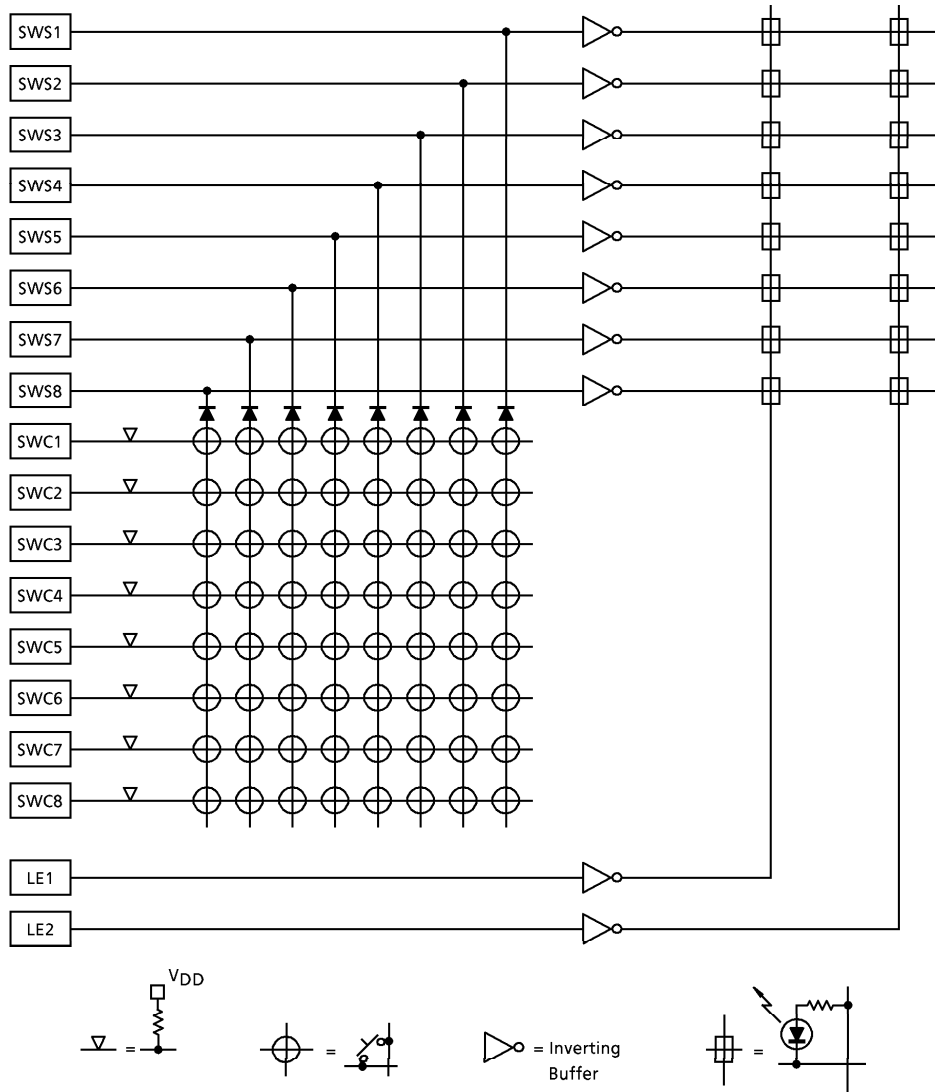 SWS1
SWS2
SWS3
SWS4
SWS5
SWS6
SWS7
SWS8
SWC1
SWC2
SWC3
SWC4
SWC5
SWC6
SWC7
SWC8
LE1
LE2
VDD
=
=
= Inverting
Buffer
=